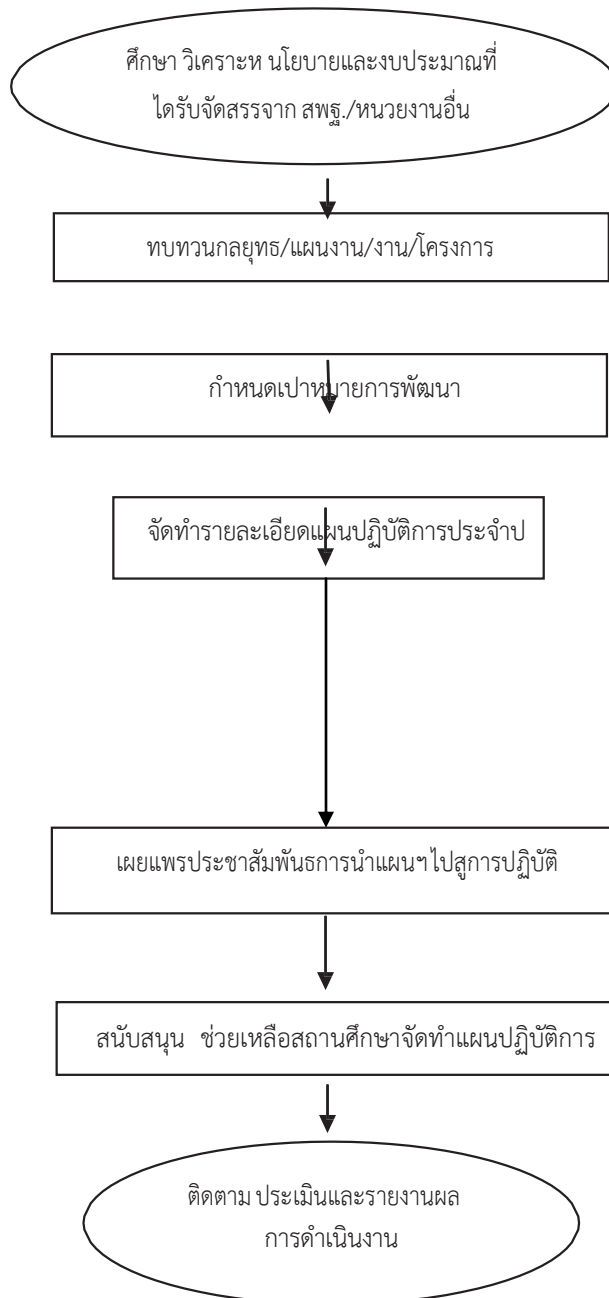 ศึกษา วิเคราะห นโยบายและงบประมาณที่
ไดรับจัดสรรจาก สพฐ./หนวยงานอื่น
ทบทวนกลยุทธ/แผนงาน/งาน/โครงการ
กำหนดเปาหมายการพัฒนา
จัดทำรายละเอียดแผนปฏิบัติการประจำป
เผยแพรประชาสัมพันธการนำแผนฯไปสูการปฏิบัติ
สนับสนุน ช่วยเหลือสถานศึกษาจัดทำแผนปฏิบัติการ
ติดตาม ประเมินและรายงานผล
การดำเนินงาน